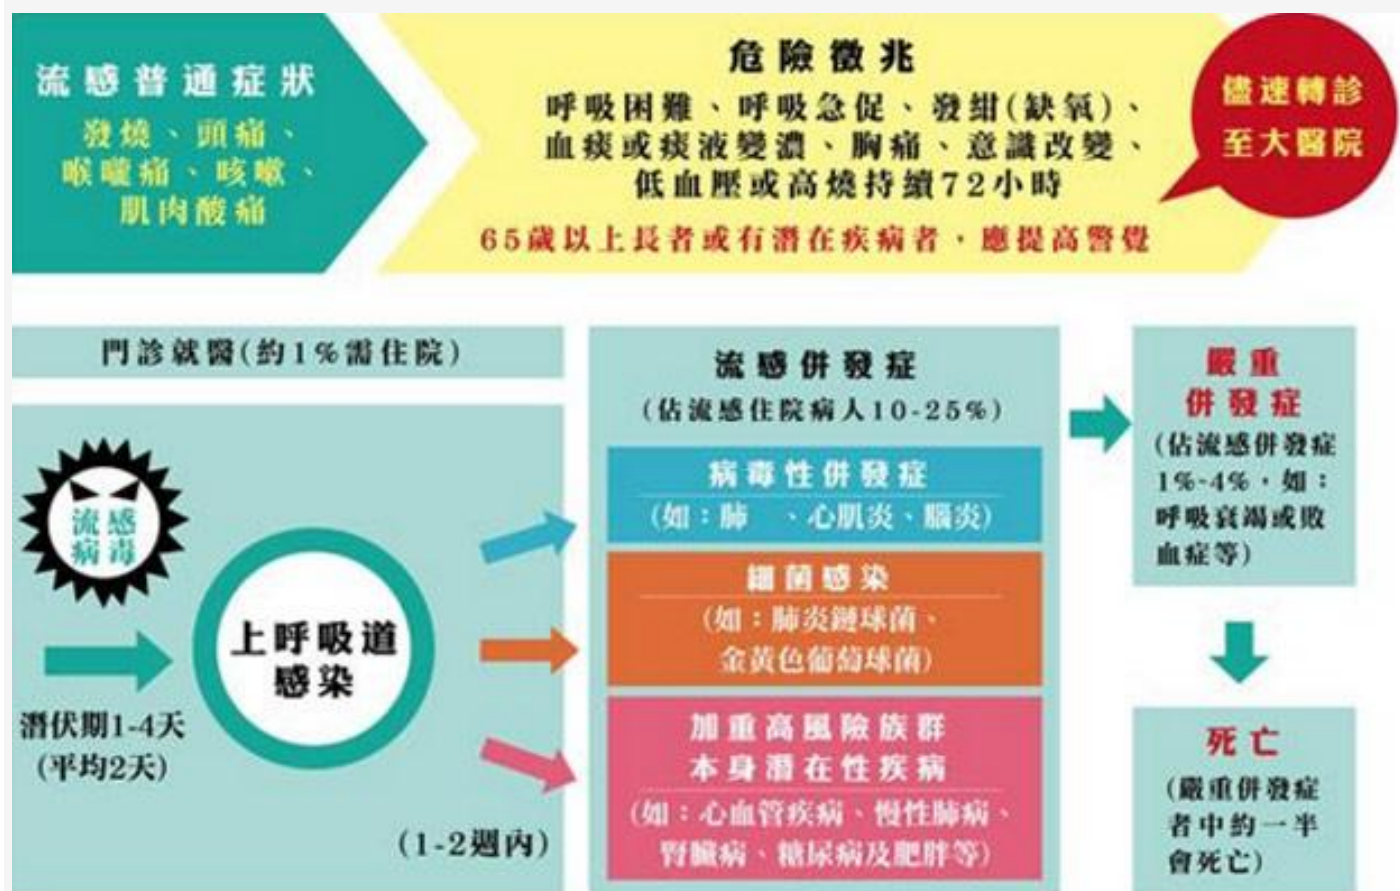 流感普通症狀
發燒、頭痛、
喉嚨痛、咳嗽、
肌肉酸痛
危險徵兆
呼吸困難、呼吸急促、發紺(缺氧)、
血痰或痰液變濃、胸痛、意識改變、
低血壓或高燒持續72小時
65歲以上長者或有潛在疾病者，應提高警覺
儘速轉診
至大醫院
門診就醫(約1%需住院)
流感
病毒
潛伏期1-4天
(平均2天)
上呼吸道
感染
(1-2週內)
流感併發症
(佔流感住院病人10-25%)
病毒性併發症
(如：肺 、心肌炎、腦炎)
細菌感染
(如：肺炎鏈球菌、
金黃色葡萄球菌)
加重高風險族群
本身潛在性疾病
(如：心血管疾病、慢性肺病、
腎臟病、糖尿病及肥胖等)
嚴重
併發症
(佔流感併發症
1%-4%，如：
呼吸衰竭或敗
血症等)
死亡
(嚴重併發症
者中約一半
會死亡)